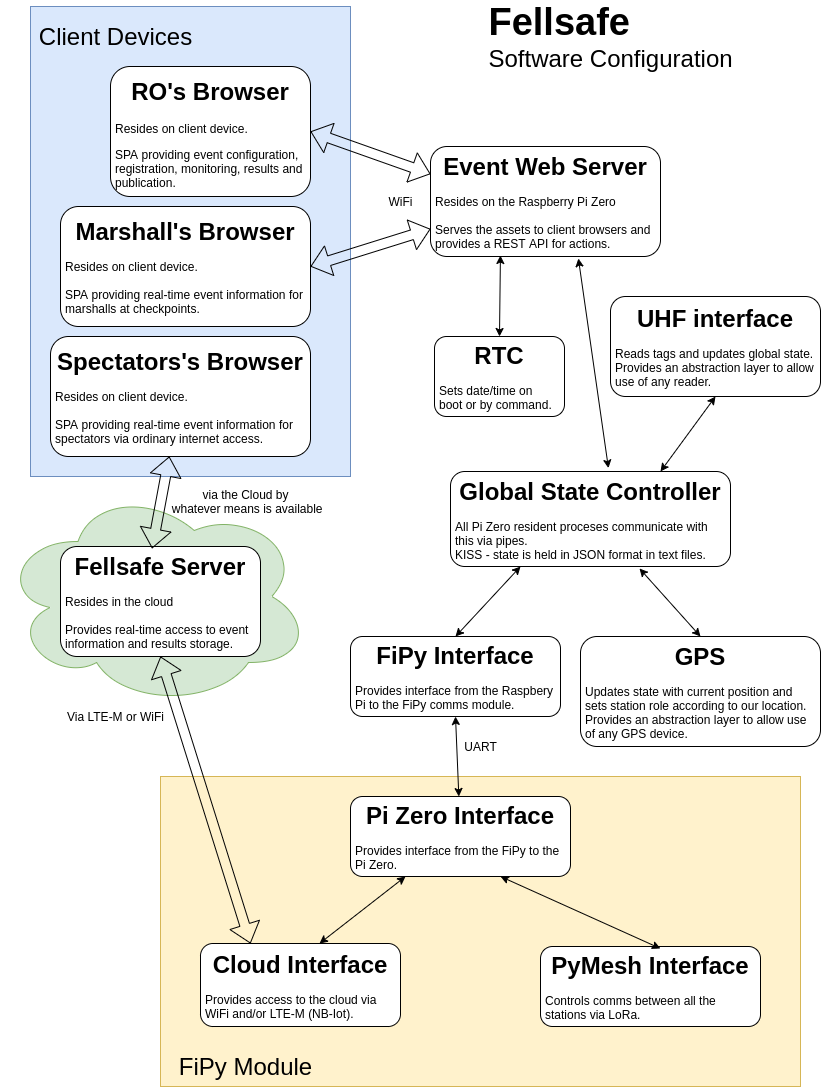 Fellsafe
Software Configuration
Client Devices
RO's Browser
Resides on client device.
SPA providing event configuration,
registration, monitoring, results and
publication.
Marshall's Browser
Resides on client device.
SPA providing real-time event information for
marshalls at checkpoints.
Spectators's Browser
Resides on client device.
SPA providing real-time event information for
spectators via ordinary internet access.
WiFi
Event Web Server
Resides on the Raspberry Pi Zero
Serves the assets to client browsers and
provides a REST API for actions.
RTC
Sets date/time on
boot or by command.
UHF interface
Reads tags and updates global state.
Provides an abstraction layer to allow
use of any reader.
Global State Controller
All Pi Zero resident proceses communicate with
this via pipes.
KISS - state is held in JSON format in text files.
via the Cloud by
whatever means is available
Fellsafe Server
Resides in the cloud
Provides real-time access to event
information and results storage.
Via LTE-M or WiFi
FiPy Interface
Provides interface from the Raspbery
Pi to the FiPy comms module.
GPS
Updates state with current position and
sets station role according to our location.
Provides an abstraction layer to allow use
of any GPS device.
UART
Pi Zero Interface
Provides interface from the FiPy to the
Pi Zero.
Cloud Interface
Provides access to the cloud via
WiFi and/or LTE-M (NB-Iot).
PyMesh Interface
Controls comms between all the
stations via LoRa.
FiPy Module